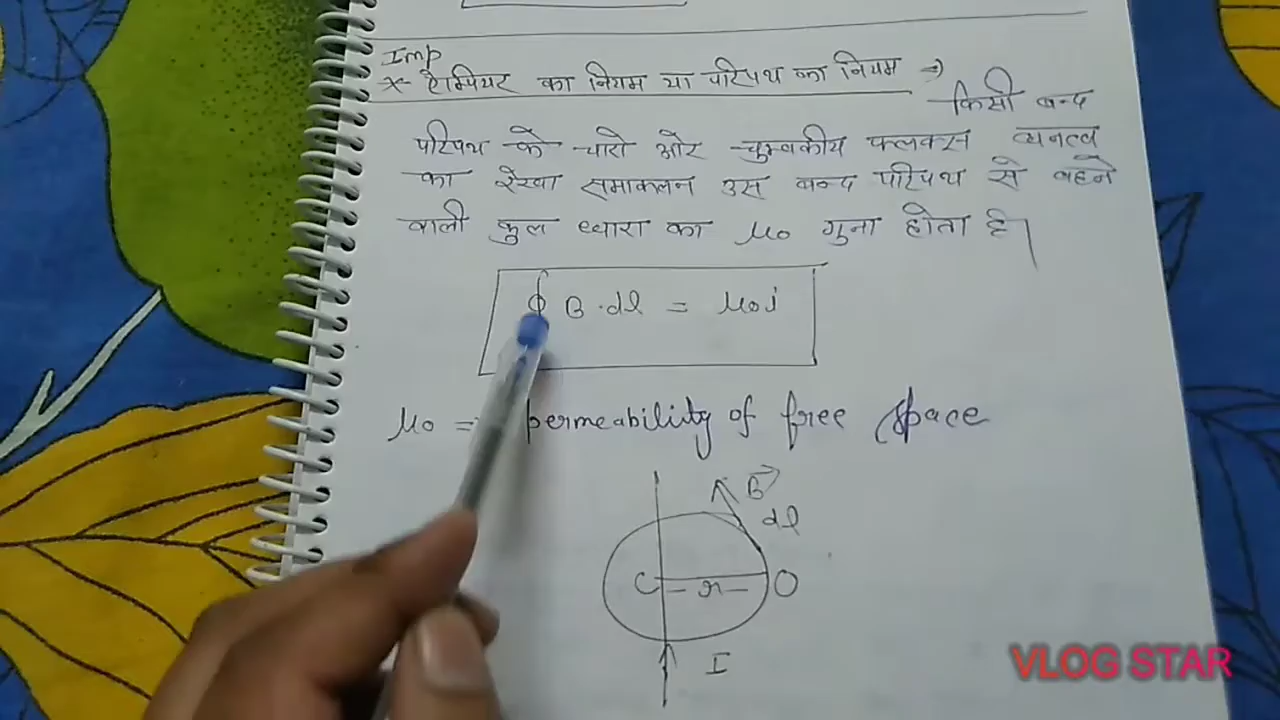 Imp
* ऐम्पियर का नियम या परिपथ का नियम ⇒
किसी बन्द
परिपथ के चारो ओर चुम्बकीय फ्लक्स घनत्व
का रेखा समाकलन उस बन्द परिपथ से बहने
वाली कुल धारा का μ0 गुना होता है।
∮ B·dl = μ0i
μ0 = permeability of free space
B⃗
dl
C r O
I
VLOG STAR